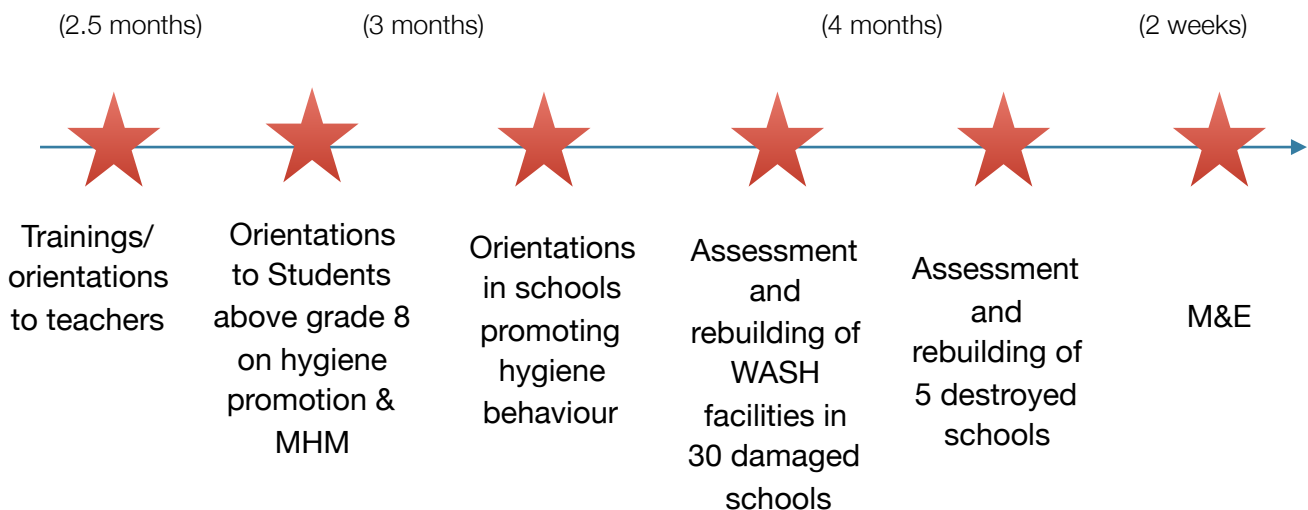 (2.5 months)
(3 months)
(4 months)
(2 weeks)
Trainings/
orientations
to teachers
Orientations
to Students
above grade 8
on hygiene
promotion &
MHM
Orientations
in schools
promoting
hygiene
behaviour
Assessment
and
rebuilding of
WASH
facilities in
30 damaged
schools
Assessment
and
rebuilding of
5 destroyed
schools
M&E